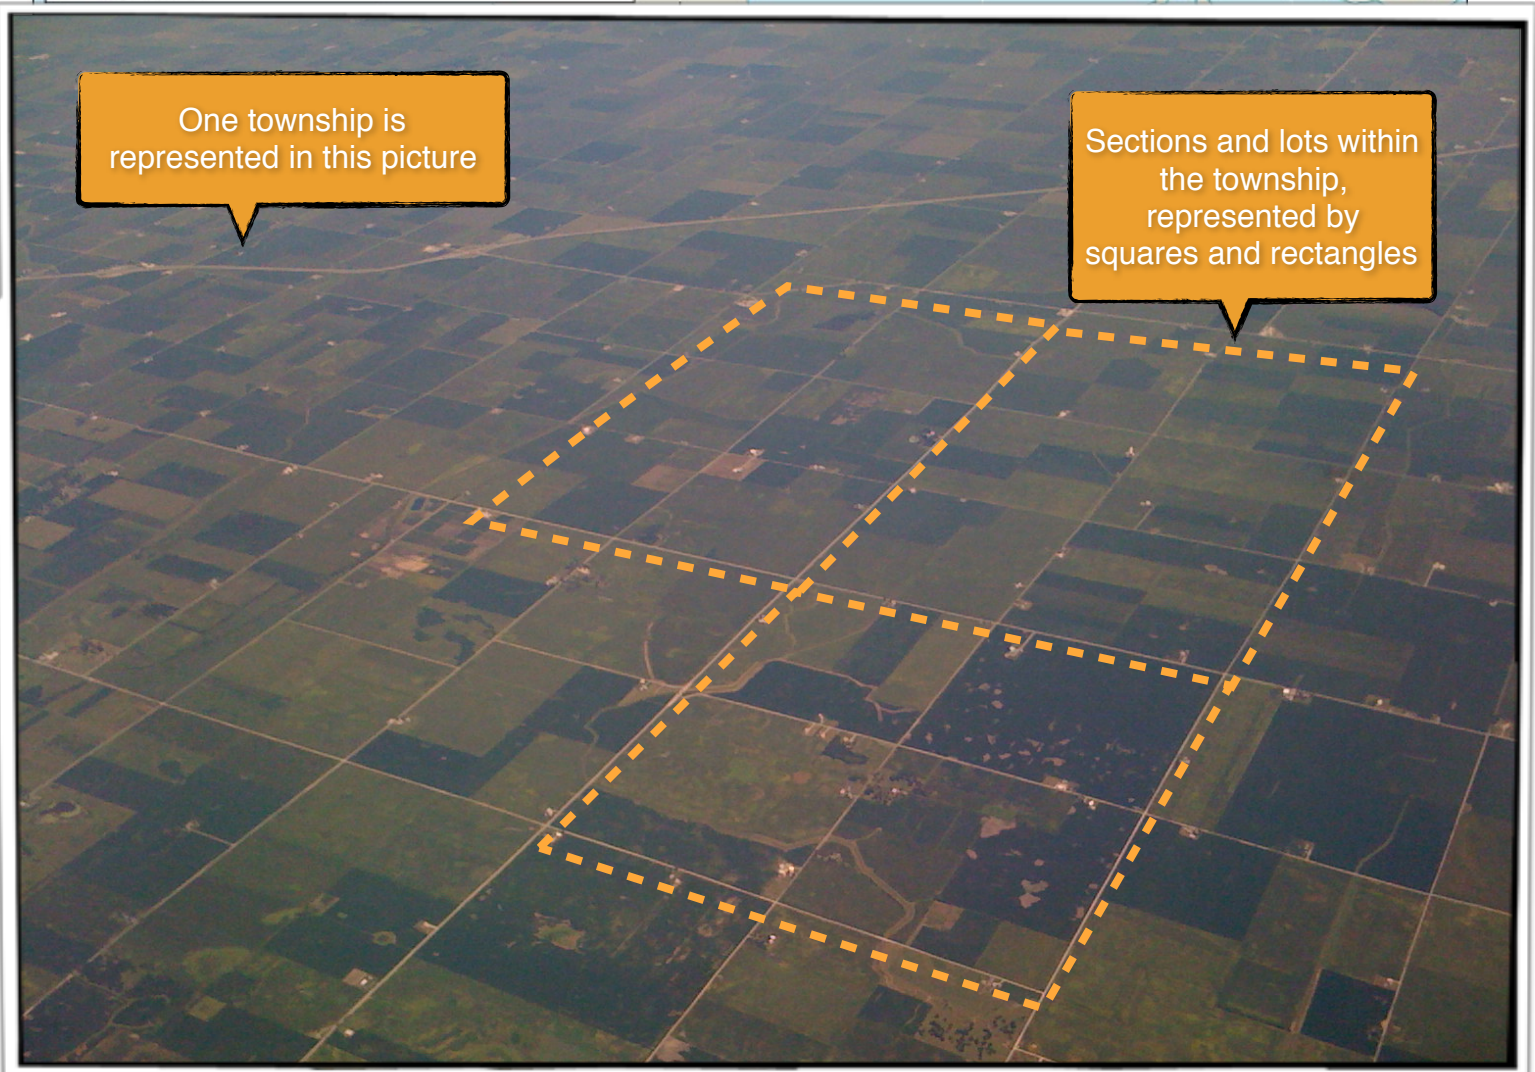 One township is
represented in this picture
Sections and lots within
the township,
represented by
squares and rectangles